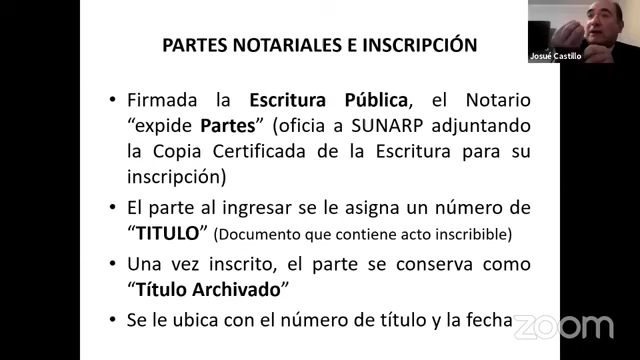 PARTES NOTARIALES E INSCRIPCIÓN
Josué Castillo
• Firmada la Escritura Pública, el Notario
“expide Partes” (oficia a SUNARP adjuntando
la Copia Certificada de la Escritura para su
inscripción)
• El parte al ingresar se le asigna un número de
“TITULO” (Documento que contiene acto inscribible)
• Una vez inscrito, el parte se conserva como
“Título Archivado”
• Se le ubica con el número de título y la fecha
zoom